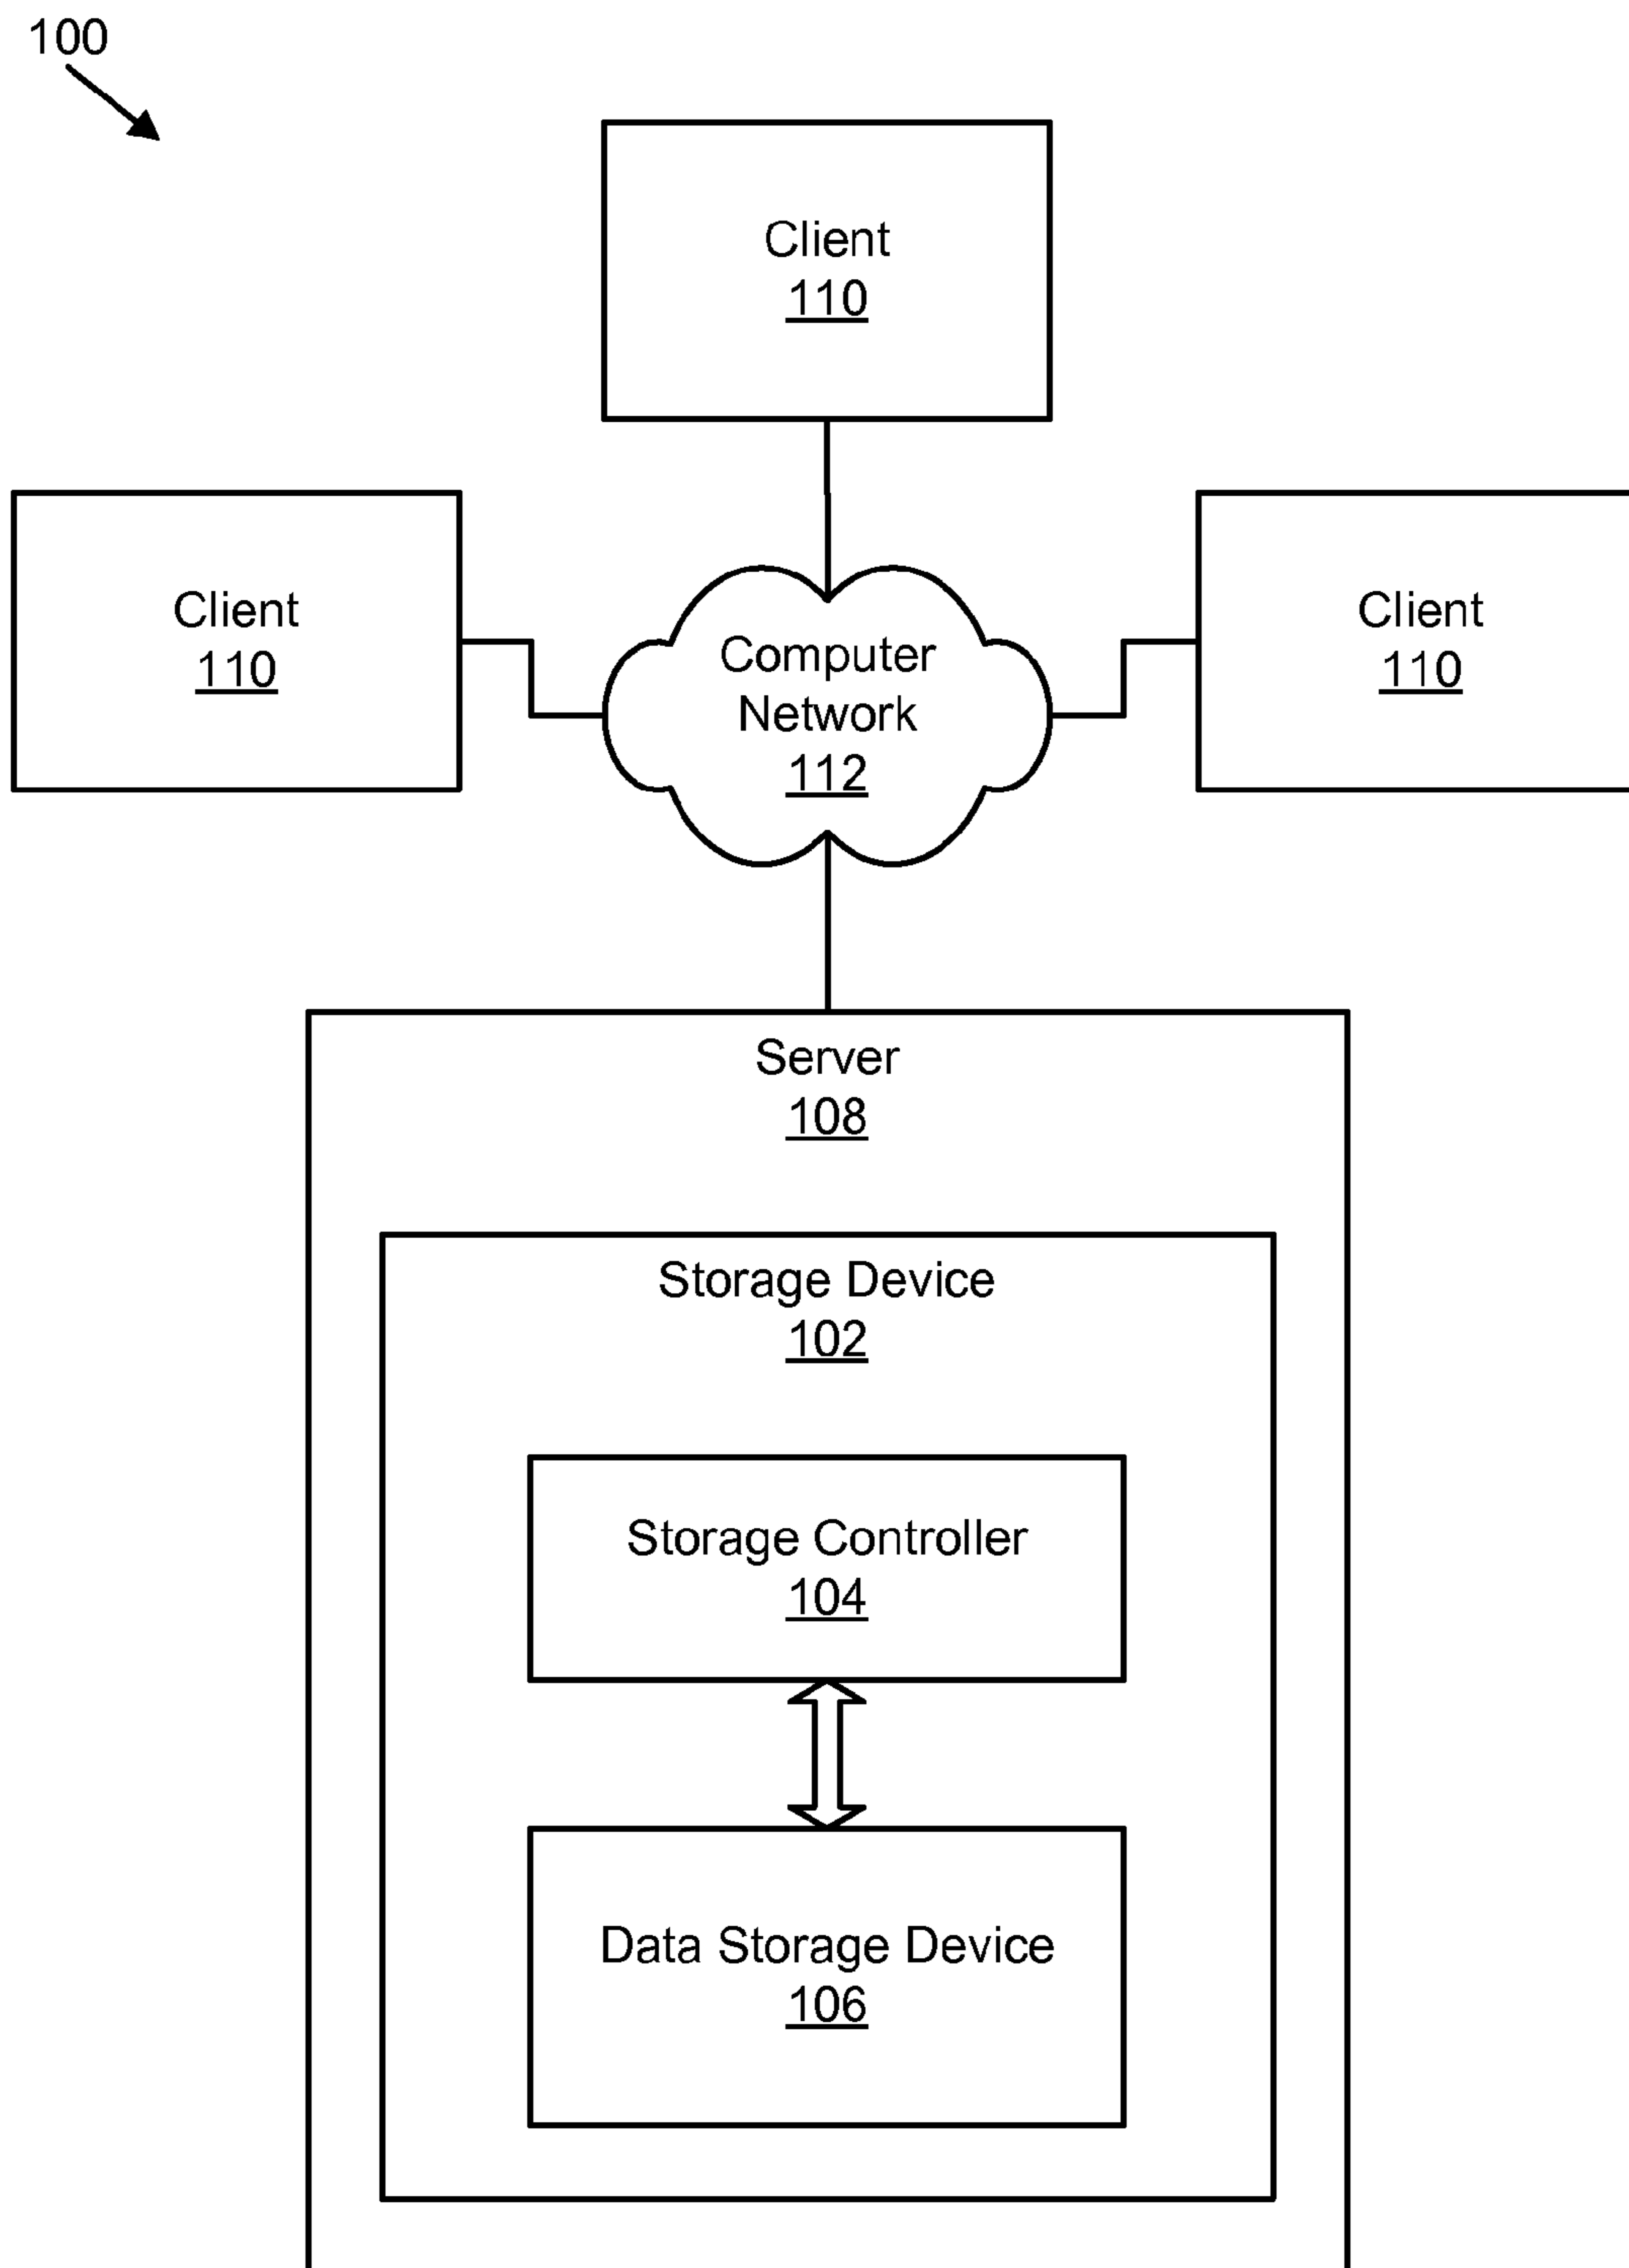 100
Client
110
Client
110
Client
110
Computer
Network
112
Server
108
Storage Device
102
Storage Controller
104
Data Storage Device
106